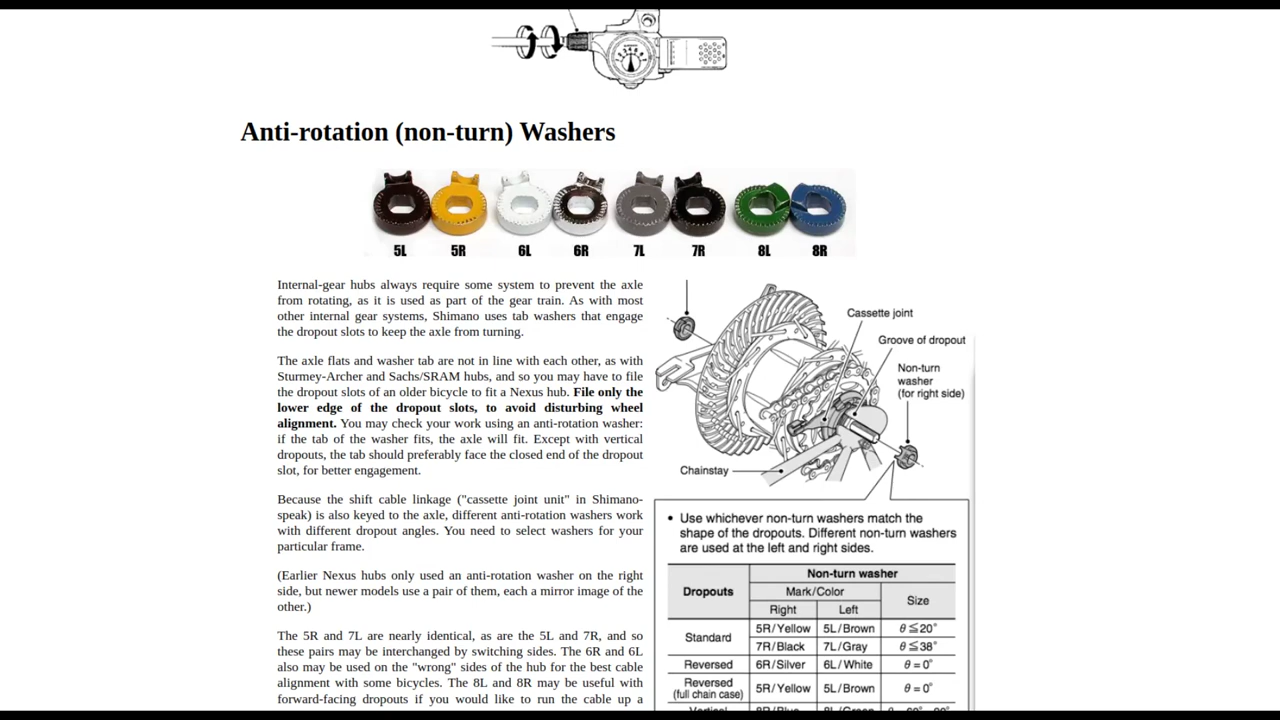 Anti-rotation (non-turn) Washers
5L 5R 6L 6R 7L 7R 8L 8R
Internal-gear hubs always require some system to prevent the axle
from rotating, as it is used as part of the gear train. As with most
other internal gear systems, Shimano uses tab washers that engage
the dropout slots to keep the axle from turning.
The axle flats and washer tab are not in line with each other, as with
Sturmey-Archer and Sachs/SRAM hubs, and so you may have to file
the dropout slots of an older bicycle to fit a Nexus hub. File only the
lower edge of the dropout slots, to avoid disturbing wheel
alignment. You may check your work using an anti-rotation washer:
if the tab of the washer fits, the axle will fit. Except with vertical
dropouts, the tab should preferably face the closed end of the dropout
slot, for better engagement.
Because the shift cable linkage ("cassette joint unit" in Shimano-
speak) is also keyed to the axle, different anti-rotation washers work
with different dropout angles. You need to select washers for your
particular frame.
(Earlier Nexus hubs only used an anti-rotation washer on the right
side, but newer models use a pair of them, each a mirror image of the
other.)
The 5R and 7L are nearly identical, as are the 5L and 7R, and so
these pairs may be interchanged by switching sides. The 6R and 6L
also may be used on the "wrong" sides of the hub for the best cable
alignment with some bicycles. The 8L and 8R may be useful with
forward-facing dropouts if you would like to run the cable up a
Cassette joint
Groove of dropout
Non-turn
washer
(for right side)
Chainstay
• Use whichever non-turn washers match the
shape of the dropouts. Different non-turn washers
are used at the left and right sides.
Dropouts Non-turn washer
Mark/Color Size
Right Left
Standard 5R/Yellow 5L/Brown θ≦20°
7R/Black 7L/Gray θ≦38°
Reversed 6R/Silver 6L/White θ=0°
Reversed
(full chain case) 5R/Yellow 5L/Brown θ=0°
Vertical 8R/Blue 8L/Green